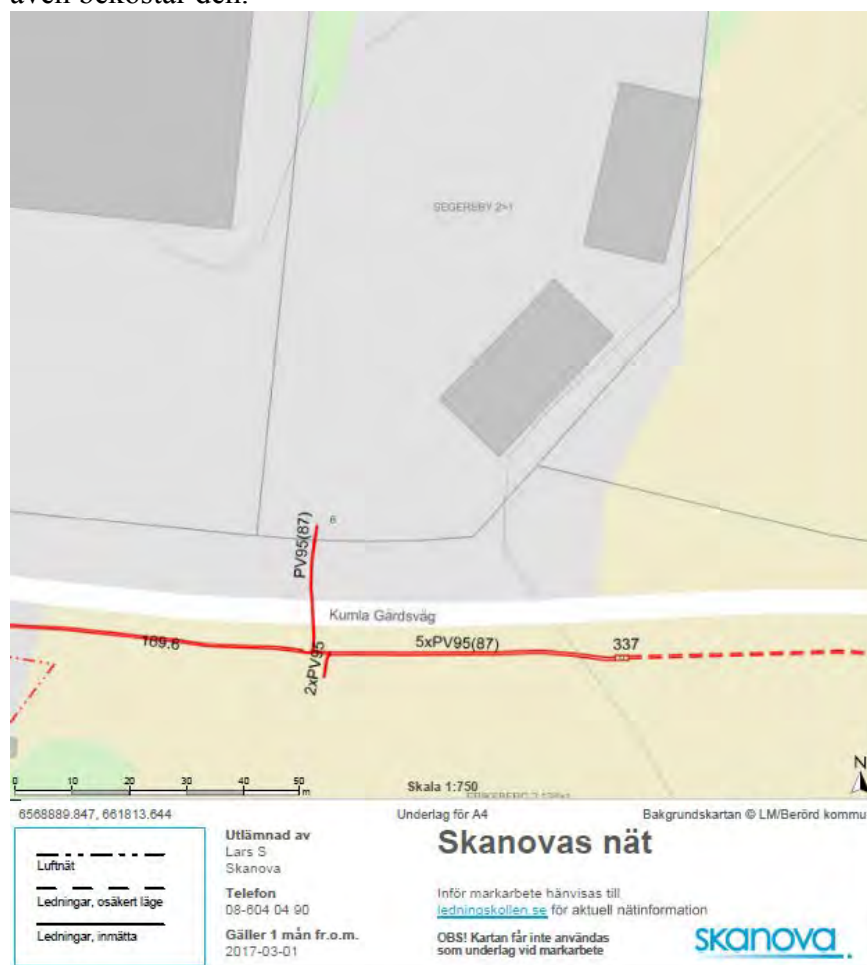 även bekostar den.
SEGEREBY 2>1
PV95(87)
6
Kumla Gårdsväg
169.6
2xPV95
5xPV95(87)
337
0 10 20 30 40 50 m
Skala 1:750
N
6568889.847, 661813.644
Underlag för A4
Bakgrundskartan © LM/Berörd kommu
Luftnät
Ledningar, osäkert läge
Ledningar, inmätta
Utlämnad av
Lars S
Skanova
Telefon
08-604 04 90
Gäller 1 mån fr.o.m.
2017-03-01
Skanovas nät
Inför markarbete hänvisas till
ledningskollen.se för aktuell nätinformation
OBS! Kartan får inte användas
som underlag vid markarbete
skanova